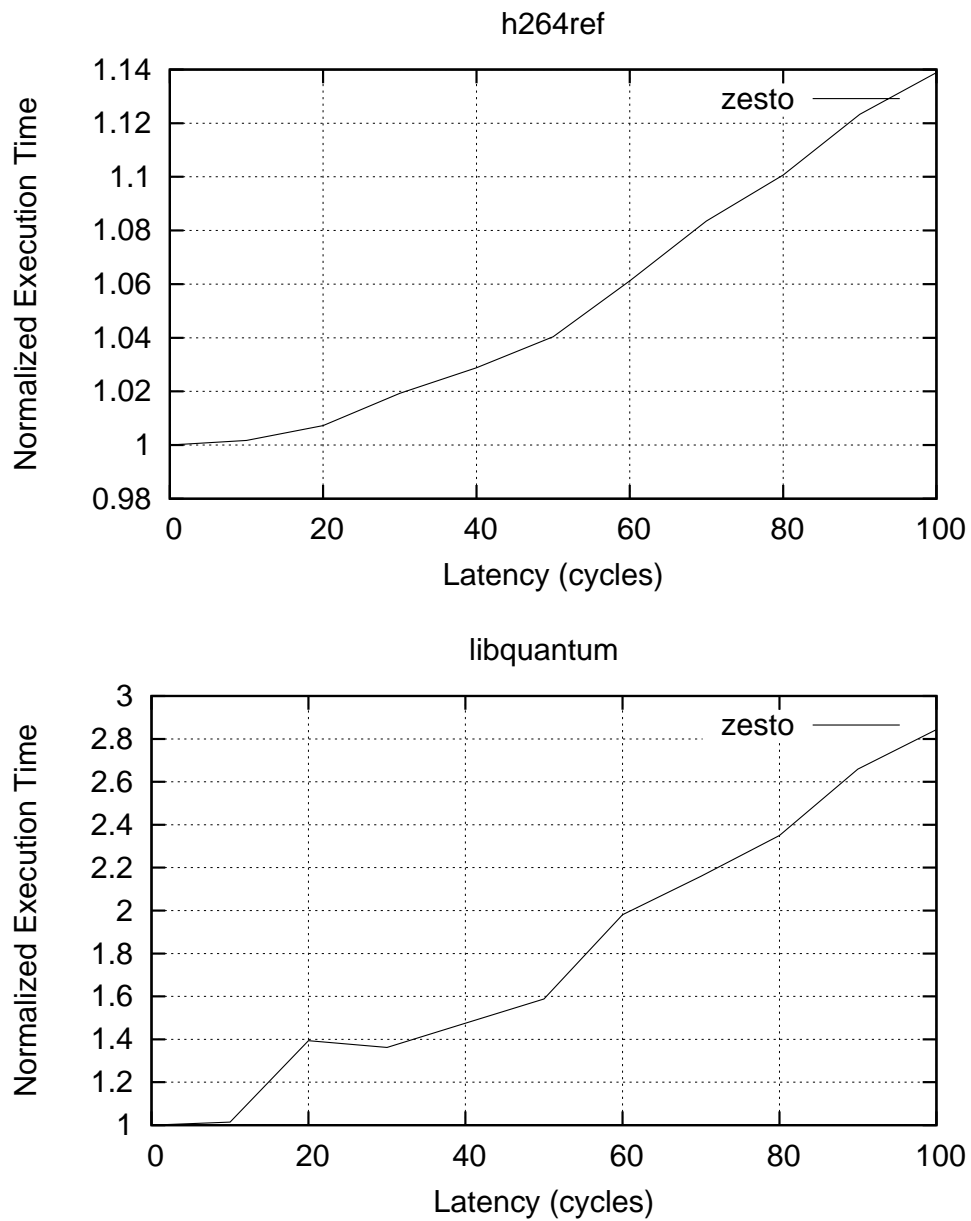 h264ref
1.14
1.12
1.1
1.08
1.06
1.04
1.02
1
0.98
Normalized Execution Time
zesto
0 20 40 60 80 100
Latency (cycles)
libquantum
3
2.8
2.6
2.4
2.2
2
1.8
1.6
1.4
1.2
1
Normalized Execution Time
zesto
0 20 40 60 80 100
Latency (cycles)